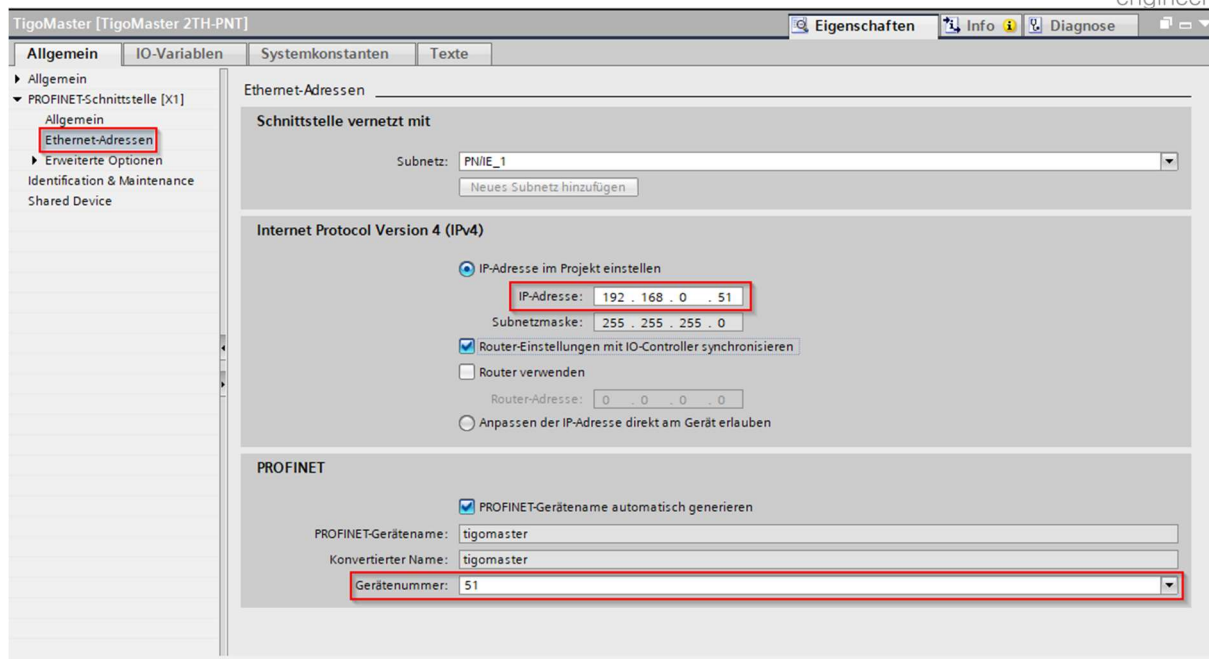 engineer
TigoMaster [TigoMaster 2TH-PNT]
Eigenschaften
Info
Diagnose
Allgemein
IO-Variablen
Systemkonstanten
Texte
Allgemein
PROFINET-Schnittstelle [X1]
Allgemein
Ethernet-Adressen
Erweiterte Optionen
Identification & Maintenance
Shared Device
Ethernet-Adressen
Schnittstelle vernetzt mit
Subnetz: PN/IE_1
Neues Subnetz hinzufügen
Internet Protocol Version 4 (IPv4)
IP-Adresse im Projekt einstellen
IP-Adresse: 192 . 168 . 0 . 51
Subnetzmaske: 255 . 255 . 255 . 0
Router-Einstellungen mit IO-Controller synchronisieren
Router verwenden
Router-Adresse: 0 . 0 . 0 . 0
Anpassen der IP-Adresse direkt am Gerät erlauben
PROFINET
PROFINET-Gerätename automatisch generieren
PROFINET-Gerätename: tigomaster
Konvertierter Name: tigomaster
Gerätenummer: 51